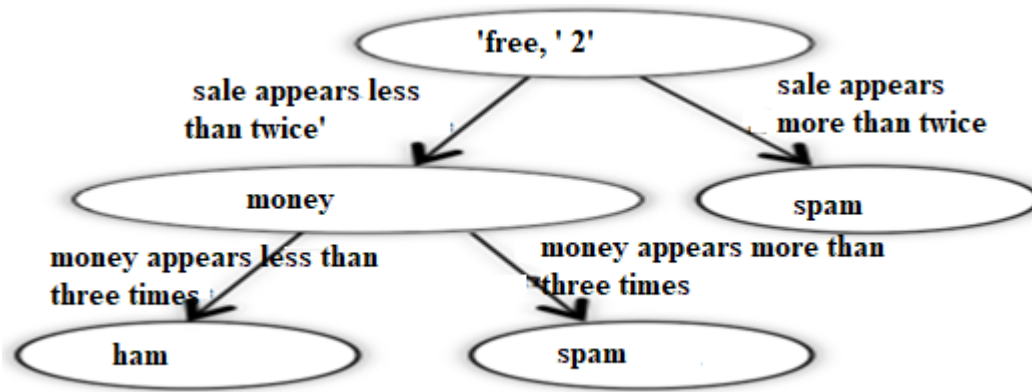 'free, ' 2'
sale appears less
than twice'
sale appears
more than twice
money
spam
money appears less than
three times
money appears more than
three times
ham
spam